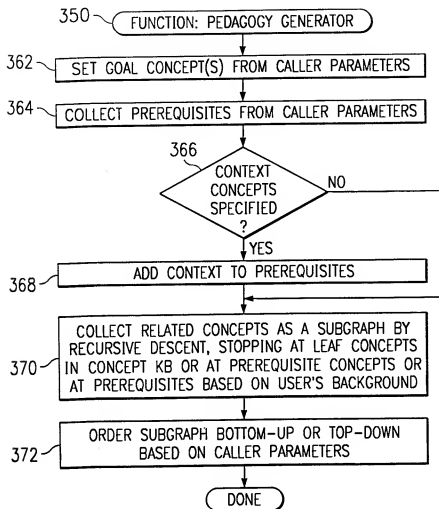 350
FUNCTION: PEDAGOGY GENERATOR
362
SET GOAL CONCEPT(S) FROM CALLER PARAMETERS
364
COLLECT PREREQUISITES FROM CALLER PARAMETERS
366
CONTEXT
CONCEPTS
SPECIFIED
?
NO
YES
368
ADD CONTEXT TO PREREQUISITES
370
COLLECT RELATED CONCEPTS AS A SUBGRAPH BY
RECURSIVE DESCENT, STOPPING AT LEAF CONCEPTS
IN CONCEPT KB OR AT PREREQUISITE CONCEPTS OR
AT PREREQUISITES BASED ON USER'S BACKGROUND
372
ORDER SUBGRAPH BOTTOM-UP OR TOP-DOWN
BASED ON CALLER PARAMETERS
DONE